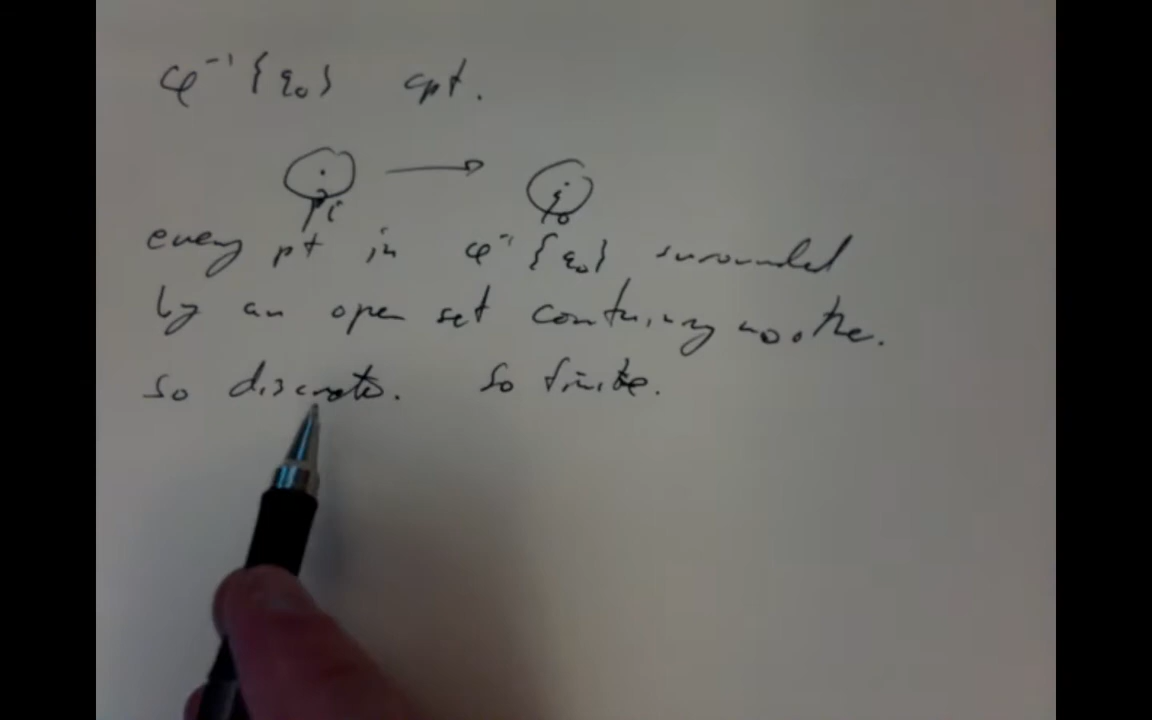 φ⁻¹{q₀} cpt.
pᵢ q₀
every pt in φ⁻¹{q₀} surrounded
by an open set containing no other.
so discrete. So finite.